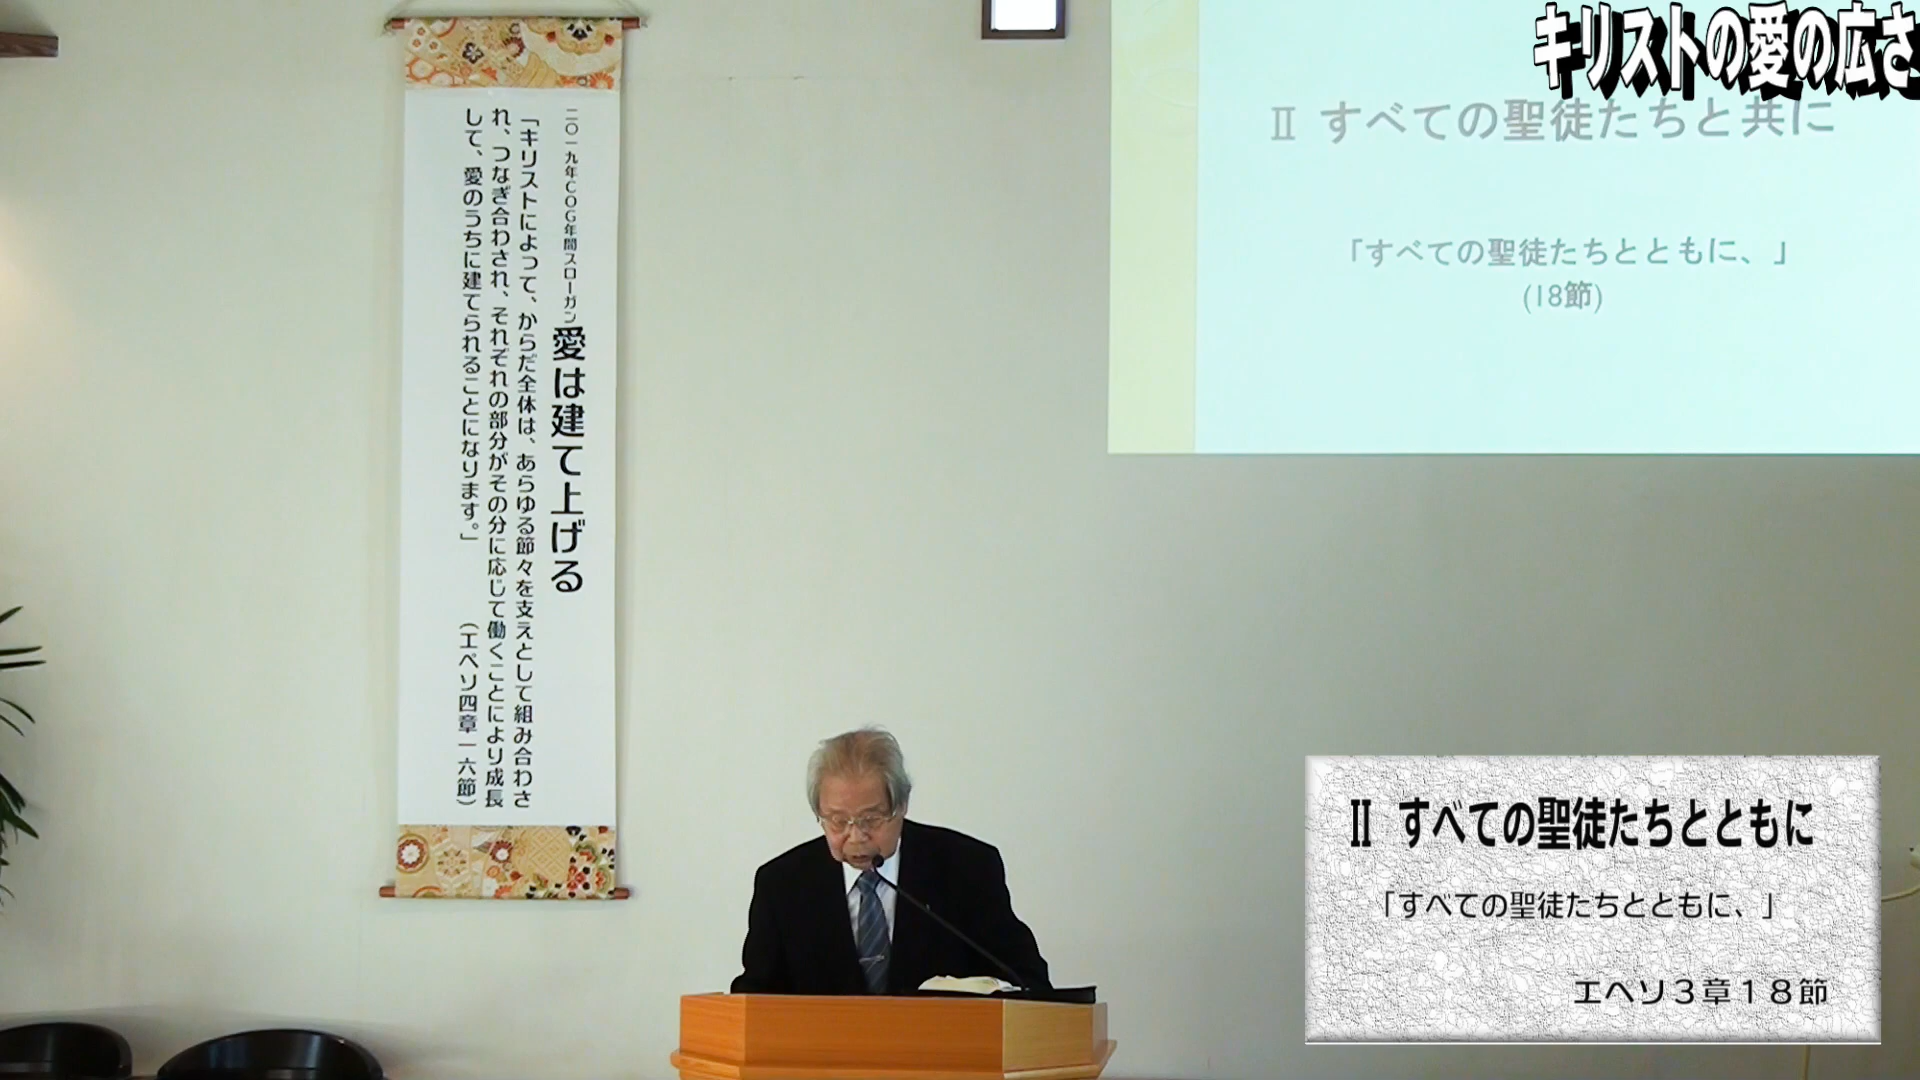 キリストの愛の広さ
Ⅱ すべての聖徒たちと共に
「すべての聖徒たちとともに、」
(18節)
二〇一九年COG年間スローガン 愛は建て上げる
「キリストによって、からだ全体は、あらゆる節々を支えとして組み合わさ
れ、つなぎ合わされ、それぞれの部分がその分に応じて働くことにより成長
して、愛のうちに建てられることになります。」 (エペソ四章一六節)
Ⅱ すべての聖徒たちとともに
「すべての聖徒たちとともに、」
エペソ3章18節